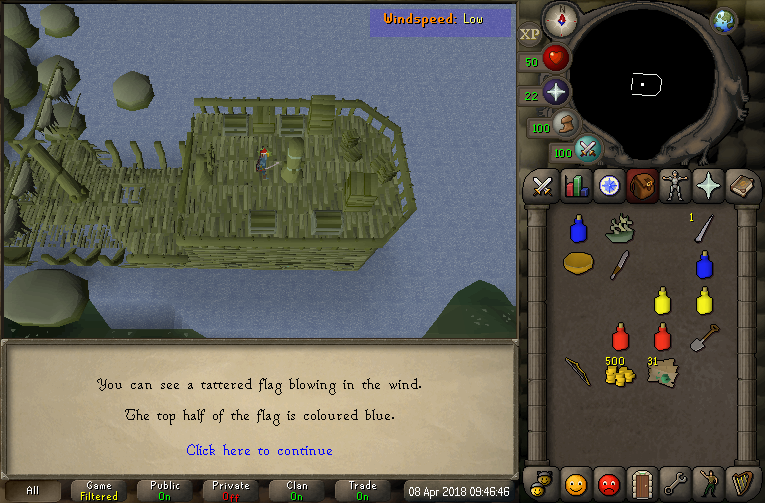 Windspeed: Low
N
XP
50
22
100
100
1
500
31
You can see a tattered flag blowing in the wind.
The top half of the flag is coloured blue.
Click here to continue
All
Game
Filtered
Public
On
Private
Off
Clan
On
Trade
On
08 Apr 2018 09:46:46